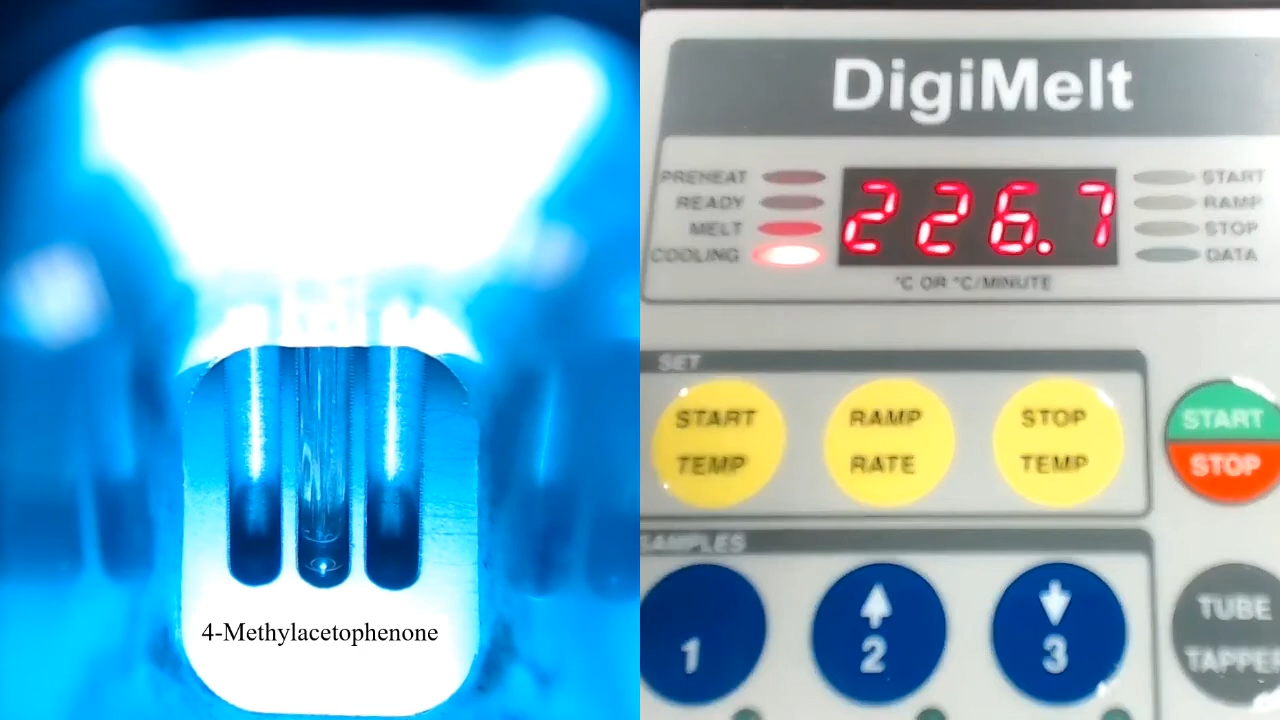 4-Methylacetophenone
DigiMelt
PREHEAT
READY
MELT
COOLING
226.7
START
RAMP
STOP
DATA
°C OR °C/MINUTE
SET
START TEMP
RAMP RATE
STOP TEMP
START
STOP
SAMPLES
1
2
3
TUBE
TAPPER